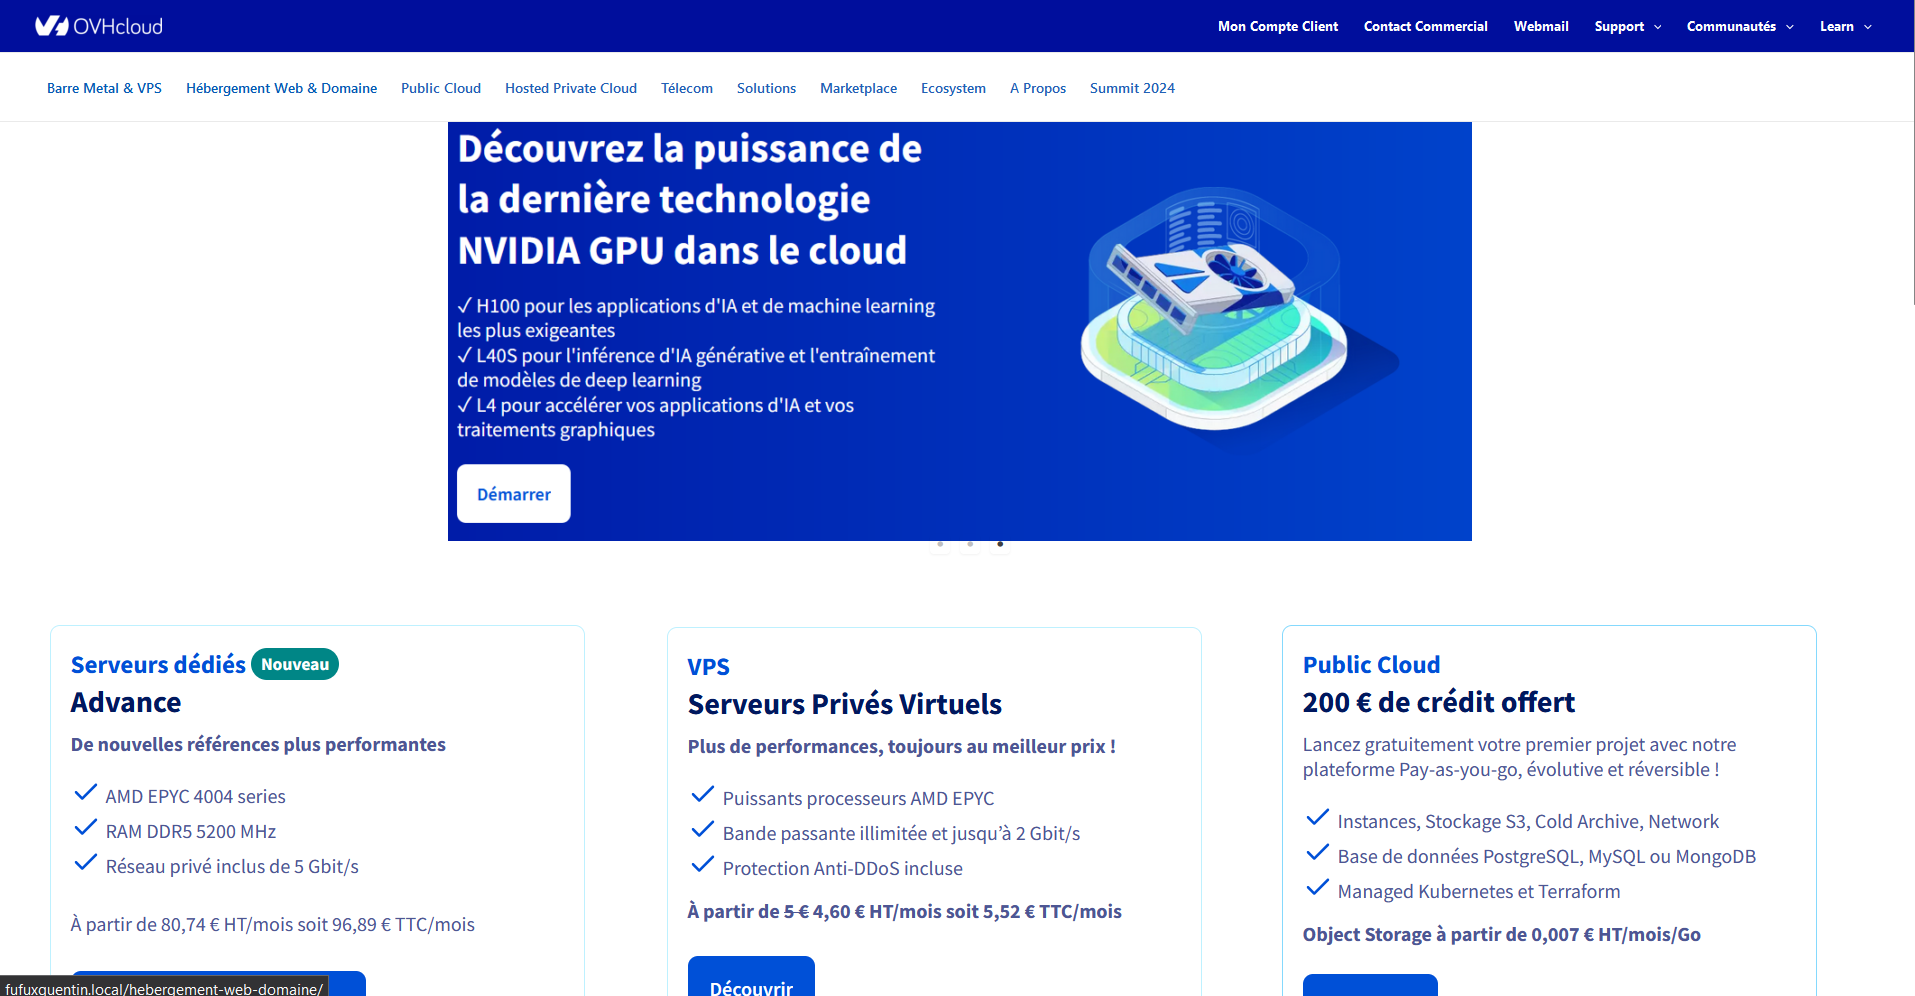 OVHcloud
Mon Compte Client
Contact Commercial
Webmail
Support
Communautés
Learn
Barre Metal & VPS
Hébergement Web & Domaine
Public Cloud
Hosted Private Cloud
Télecom
Solutions
Marketplace
Ecosystem
A Propos
Summit 2024
Découvrez la puissance de
la dernière technologie
NVIDIA GPU dans le cloud
✓ H100 pour les applications d'IA et de machine learning
les plus exigeantes
✓ L40S pour l'inférence d'IA générative et l'entraînement
de modèles de deep learning
✓ L4 pour accélérer vos applications d'IA et vos
traitements graphiques
Démarrer
Serveurs dédiés Nouveau
Advance
De nouvelles références plus performantes
AMD EPYC 4004 series
RAM DDR5 5200 MHz
Réseau privé inclus de 5 Gbit/s
À partir de 80,74 € HT/mois soit 96,89 € TTC/mois
VPS
Serveurs Privés Virtuels
Plus de performances, toujours au meilleur prix !
Puissants processeurs AMD EPYC
Bande passante illimitée et jusqu’à 2 Gbit/s
Protection Anti-DDoS incluse
À partir de 5 € 4,60 € HT/mois soit 5,52 € TTC/mois
Découvrir
Public Cloud
200 € de crédit offert
Lancez gratuitement votre premier projet avec notre
plateforme Pay-as-you-go, évolutive et réversible !
Instances, Stockage S3, Cold Archive, Network
Base de données PostgreSQL, MySQL ou MongoDB
Managed Kubernetes et Terraform
Object Storage à partir de 0,007 € HT/mois/Go
fufuxquentin.local/hebergement-web-domaine/